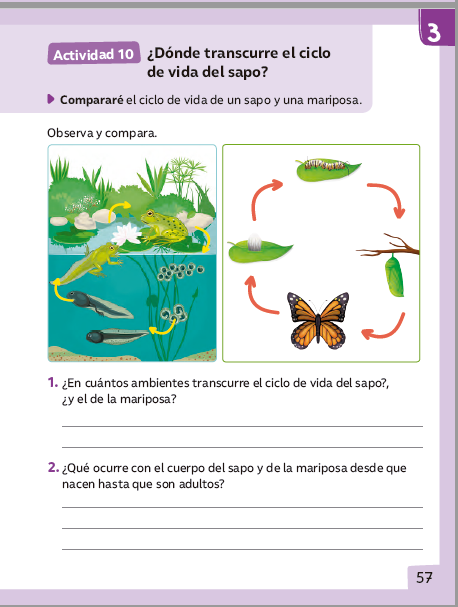 3
Actividad 10 ¿Dónde transcurre el ciclo
de vida del sapo?
Compararé el ciclo de vida de un sapo y una mariposa.
Observa y compara.
1. ¿En cuántos ambientes transcurre el ciclo de vida del sapo?,
¿y el de la mariposa?
2. ¿Qué ocurre con el cuerpo del sapo y de la mariposa desde que
nacen hasta que son adultos?
57